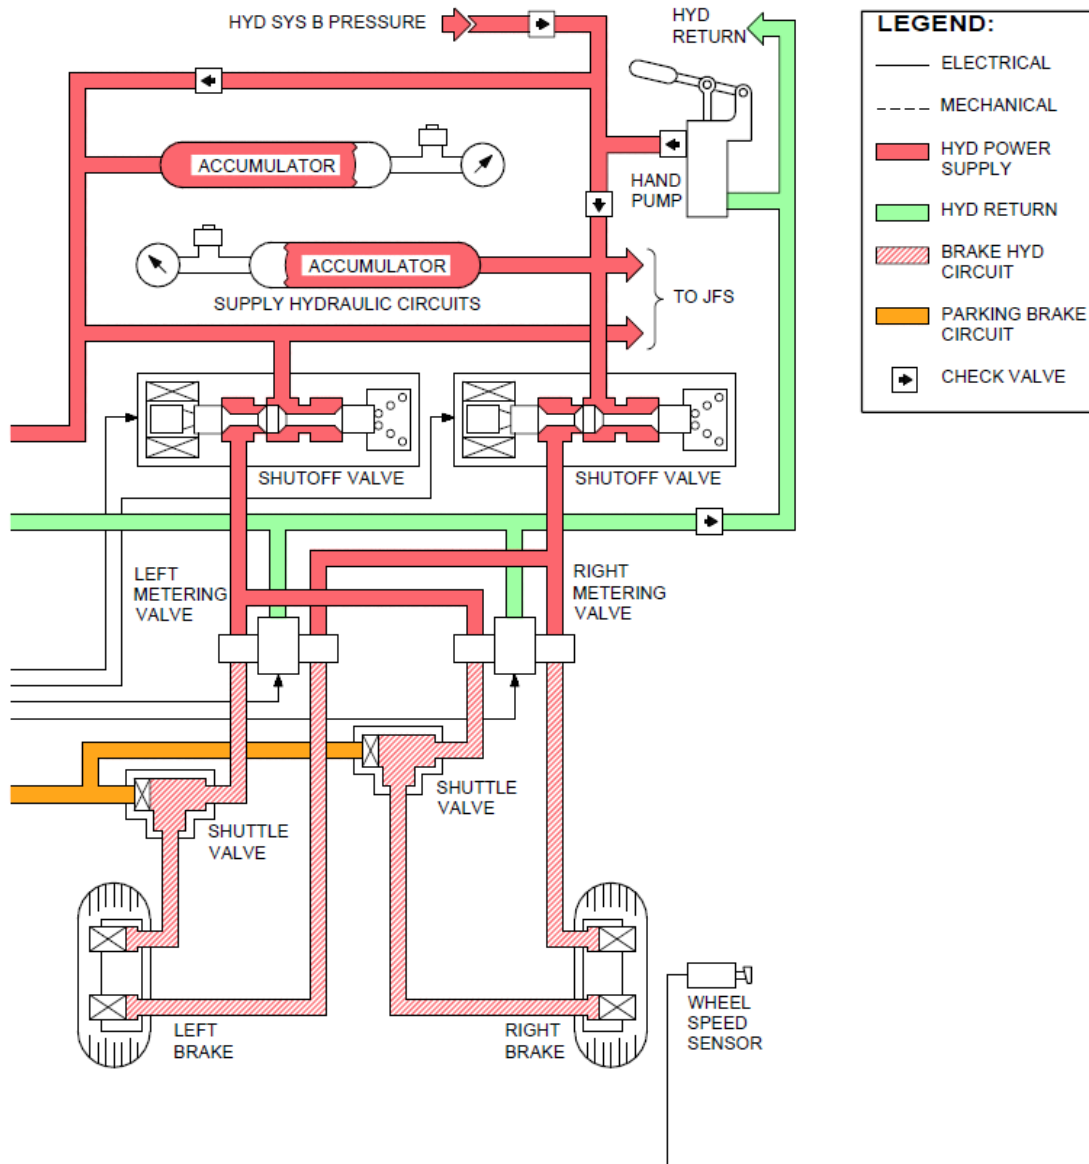 HYD SYS B PRESSURE
HYD
RETURN
ACCUMULATOR
HAND
PUMP
ACCUMULATOR
SUPPLY HYDRAULIC CIRCUITS
TO JFS
SHUTOFF VALVE
SHUTOFF VALVE
LEFT
METERING
VALVE
RIGHT
METERING
VALVE
SHUTTLE
VALVE
SHUTTLE
VALVE
LEFT
BRAKE
RIGHT
BRAKE
WHEEL
SPEED
SENSOR
LEGEND:
ELECTRICAL
MECHANICAL
HYD POWER
SUPPLY
HYD RETURN
BRAKE HYD
CIRCUIT
PARKING BRAKE
CIRCUIT
CHECK VALVE